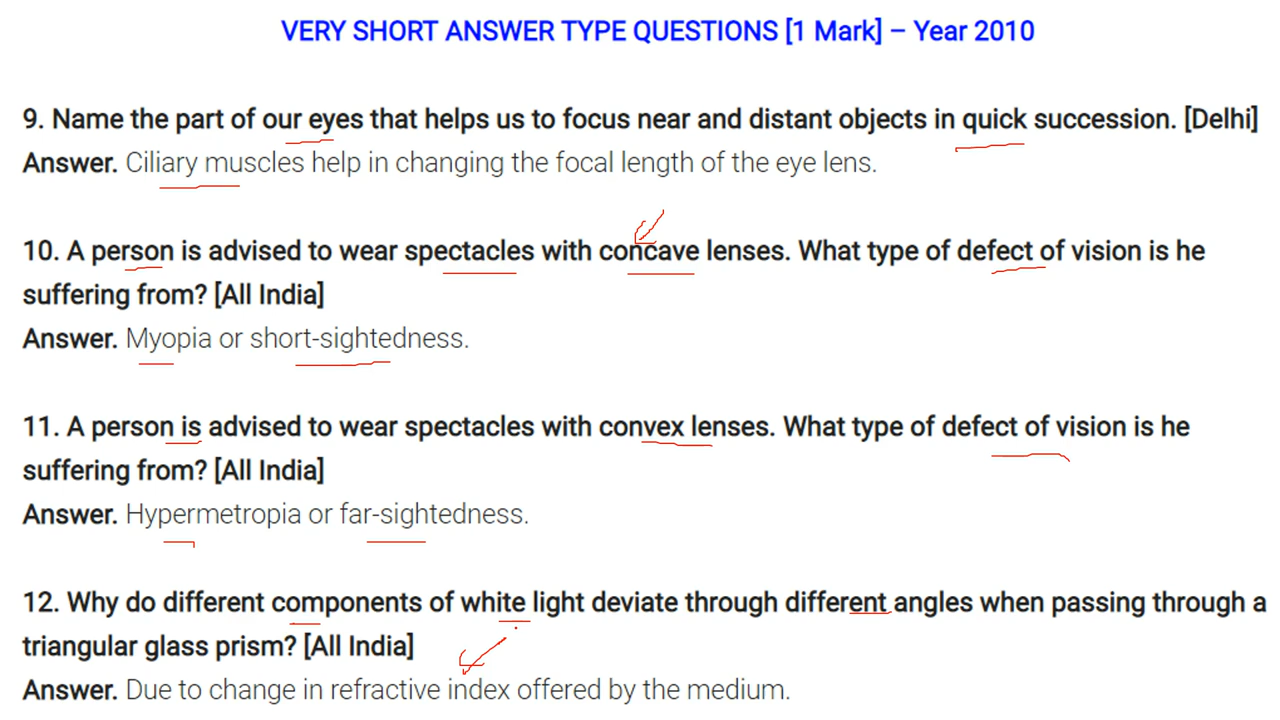 VERY SHORT ANSWER TYPE QUESTIONS [1 Mark] – Year 2010
9. Name the part of our eyes that helps us to focus near and distant objects in quick succession. [Delhi]
Answer. Ciliary muscles help in changing the focal length of the eye lens.
10. A person is advised to wear spectacles with concave lenses. What type of defect of vision is he
suffering from? [All India]
Answer. Myopia or short-sightedness.
11. A person is advised to wear spectacles with convex lenses. What type of defect of vision is he
suffering from? [All India]
Answer. Hypermetropia or far-sightedness.
12. Why do different components of white light deviate through different angles when passing through a
triangular glass prism? [All India]
Answer. Due to change in refractive index offered by the medium.